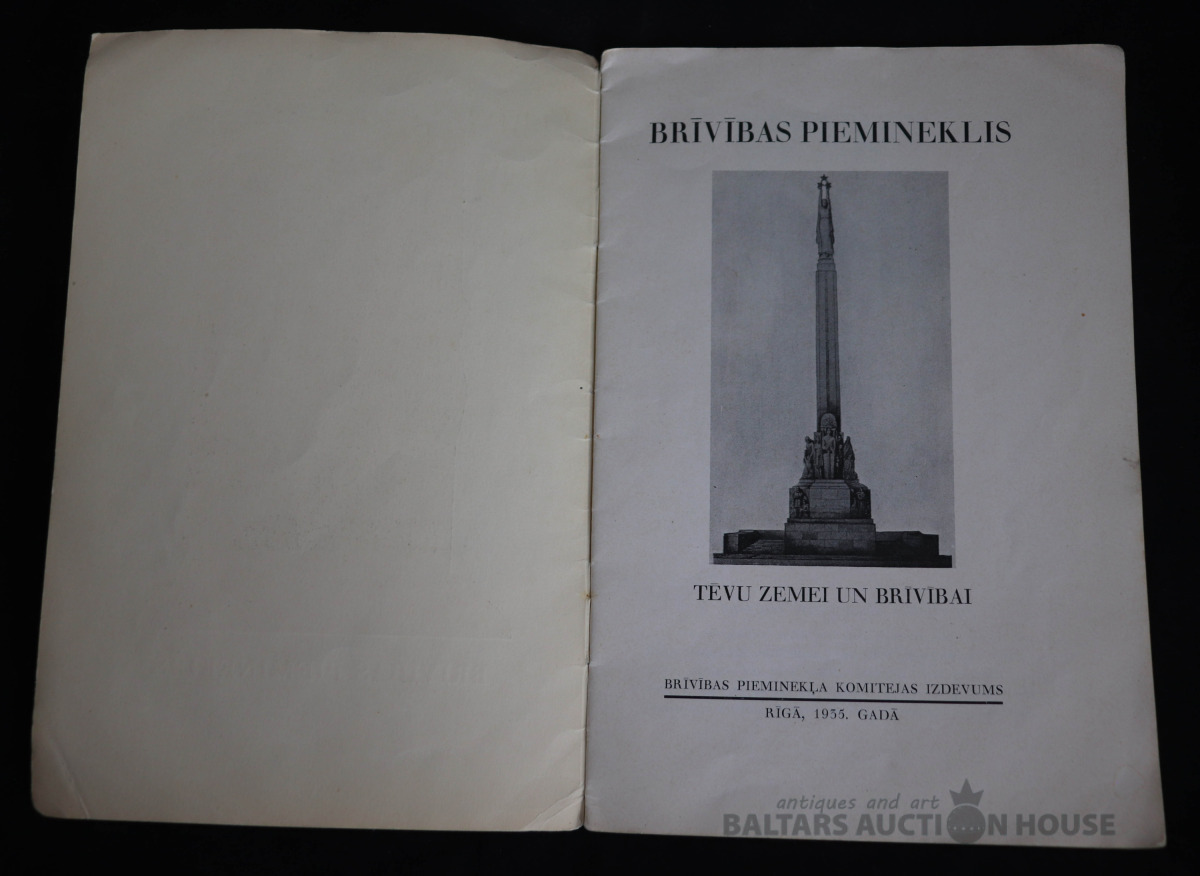 BRĪVĪBAS PIEMINEKLIS
TĒVU ZEMEI UN BRĪVĪBAI
BRĪVĪBAS PIEMINEKĻA KOMITEJAS IZDEVUMS
RĪGĀ, 1935. GADĀ
antiques and art
BALTARS AUCTION HOUSE